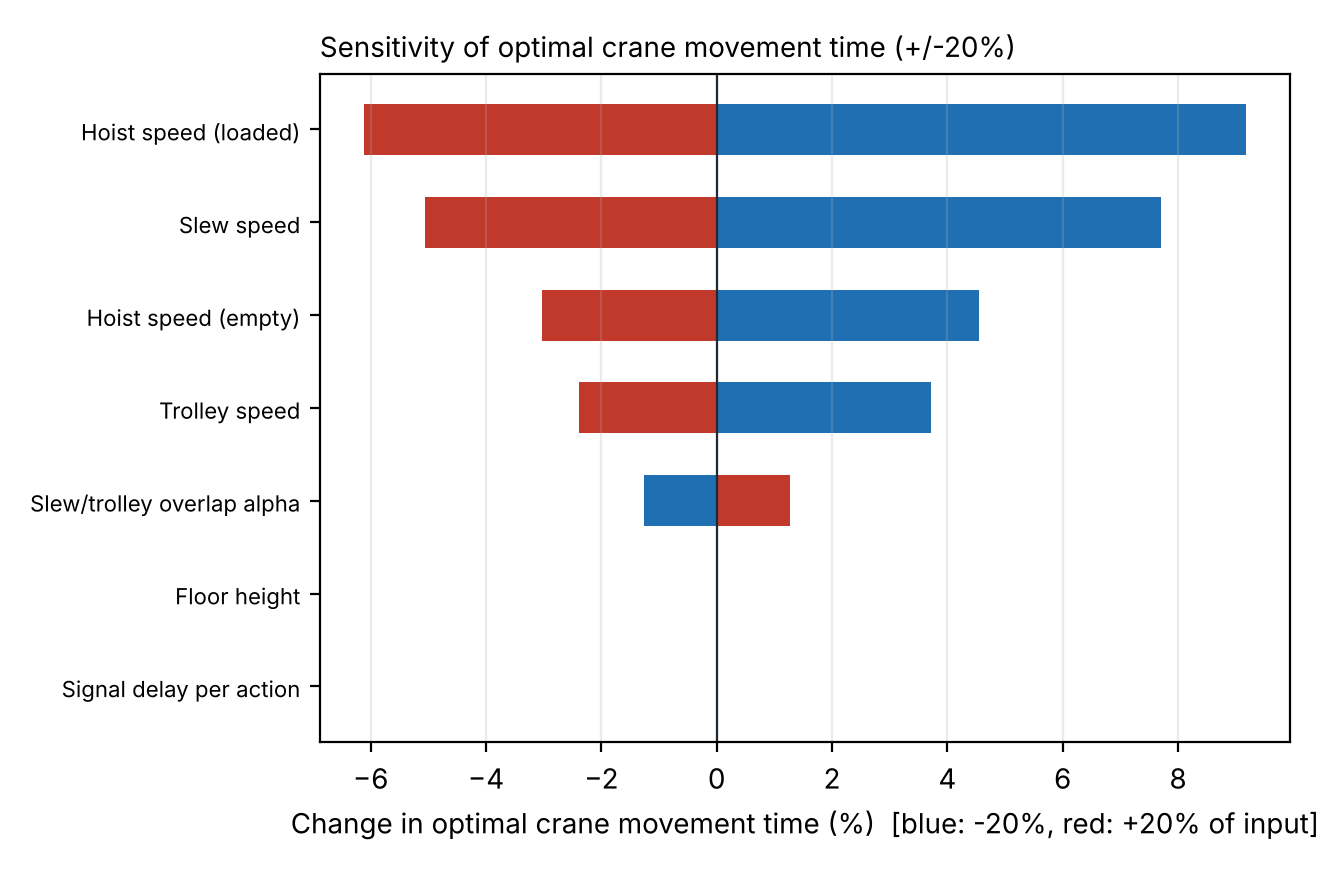 Sensitivity of optimal crane movement time (+/-20%)
Hoist speed (loaded)
Slew speed
Hoist speed (empty)
Trolley speed
Slew/trolley overlap alpha
Floor height
Signal delay per action
−6 −4 −2 0 2 4 6 8
Change in optimal crane movement time (%)  [blue: -20%, red: +20% of input]